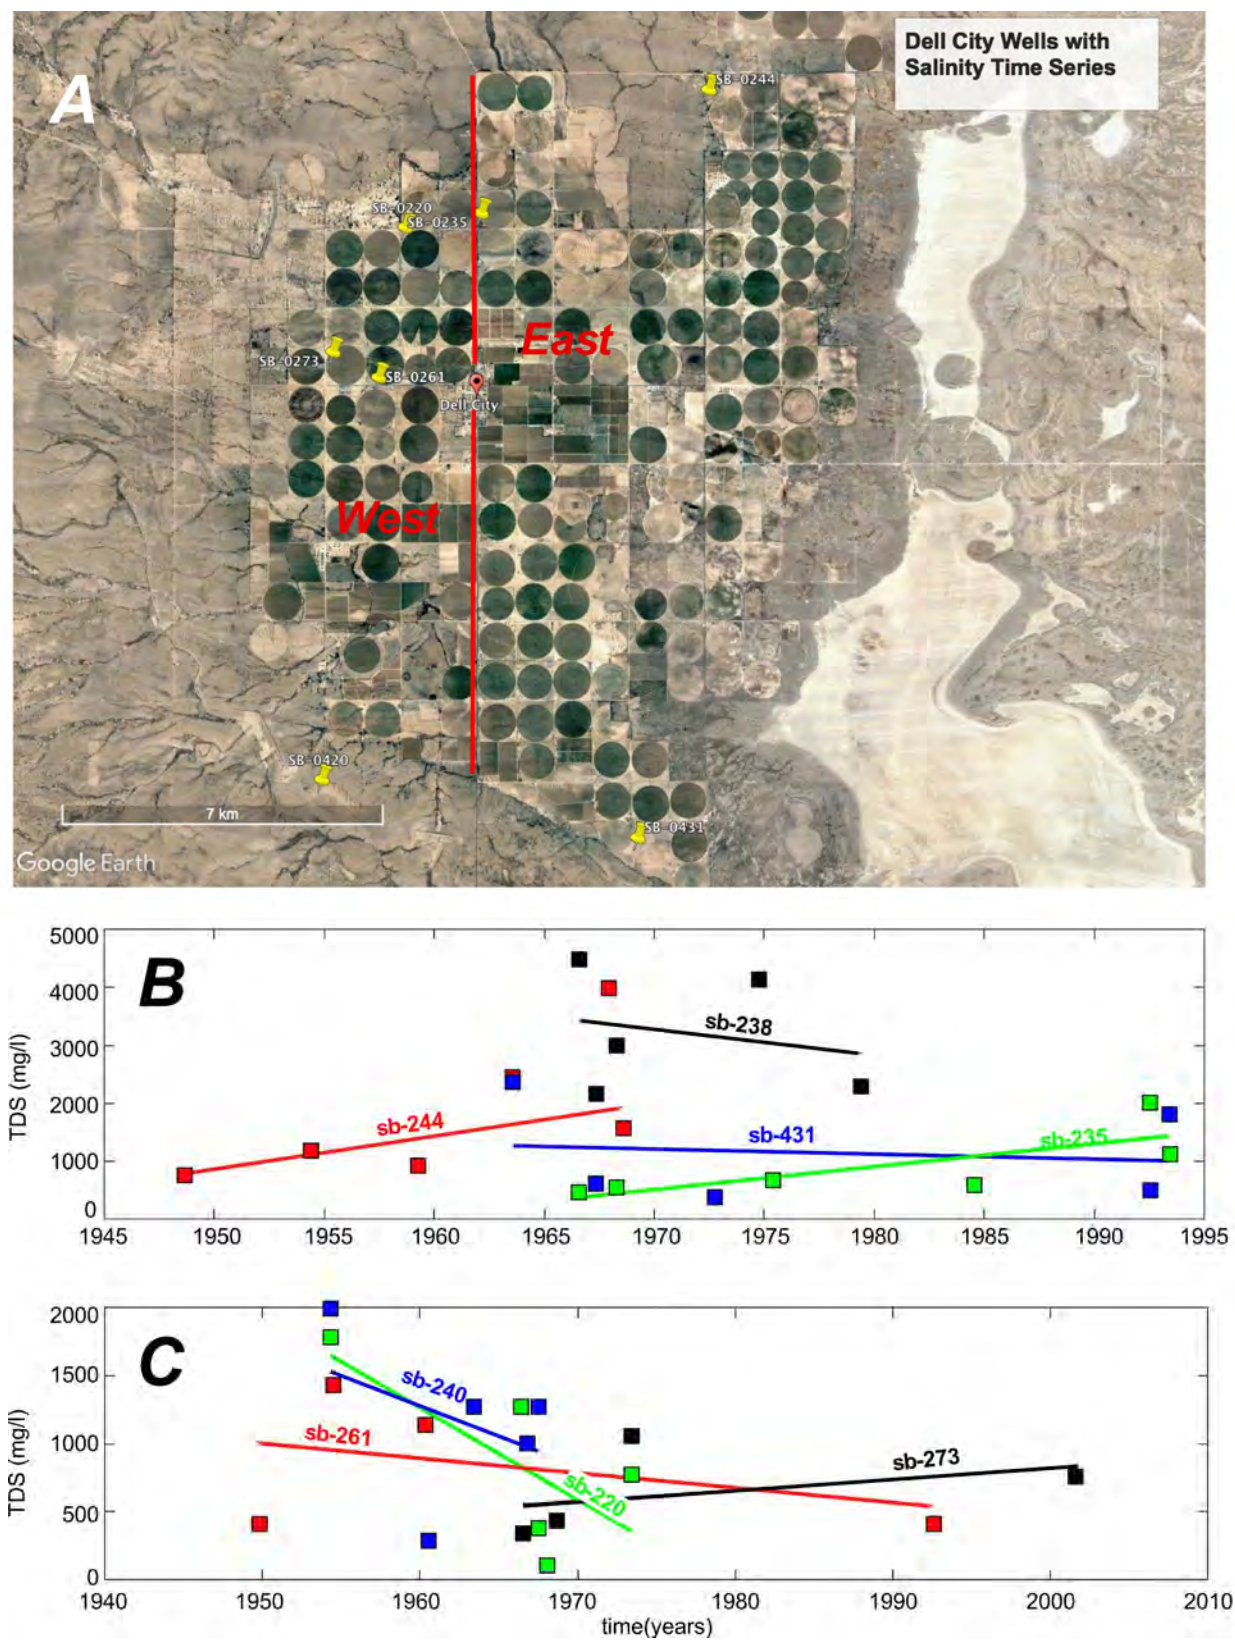 A
Dell City Wells with
Salinity Time Series
SB-0244
SB-0220
SB-0235
SB-0273
SB-0261
East
Dell City
West
SB-0420
SB-0431
7 km
Google Earth
B
TDS (mg/l)
5000
4000
3000
2000
1000
0
sb-238
sb-244
sb-431
sb-235
1945 1950 1955 1960 1965 1970 1975 1980 1985 1990 1995
C
TDS (mg/l)
2000
1500
1000
500
0
sb-240
sb-261
sb-220
sb-273
1940 1950 1960 1970 1980 1990 2000 2010
time(years)